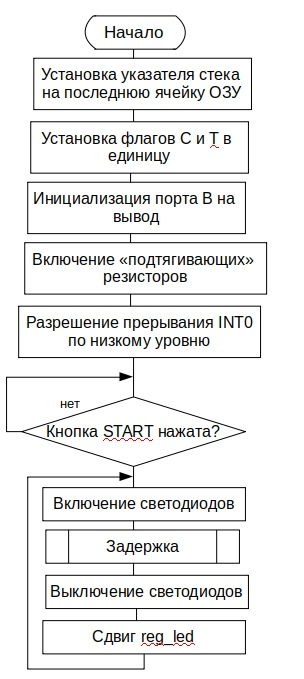 Начало
Установка указателя стека
на последнюю ячейку ОЗУ
Установка флагов С и Т в
единицу
Инициализация порта В на
вывод
Включение «подтягивающих»
резисторов
Разрешение прерывания INT0
по низкому уровню
нет
Кнопка START нажата?
Включение светодиодов
Задержка
Выключение светодиодов
Сдвиг reg_led